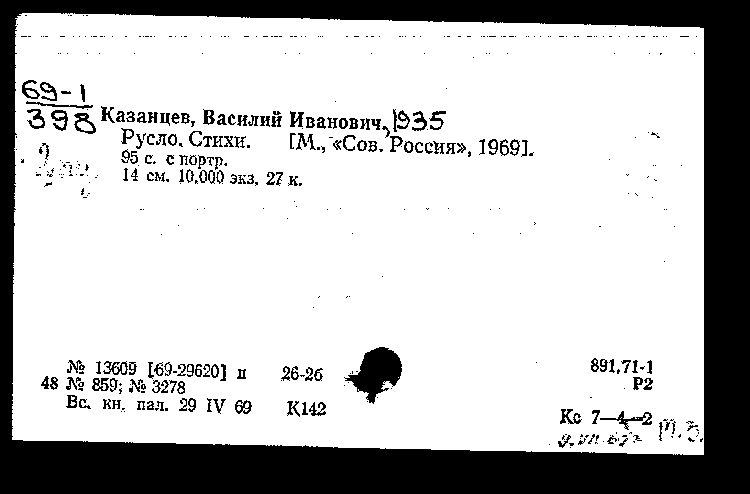 69-1
398
Казанцев, Василий Иванович, 1935
Русло. Стихи. [М., «Сов. Россия», 1969].
95 с. с портр.
14 см. 10.000 экз. 27 к.
№ 13609 [69-29620] п 26-26 891.71-1
48 № 859; № 3278 Р2
Вс. кн. пал. 29 IV 69 К142
Кс 7—4—2
М.З.